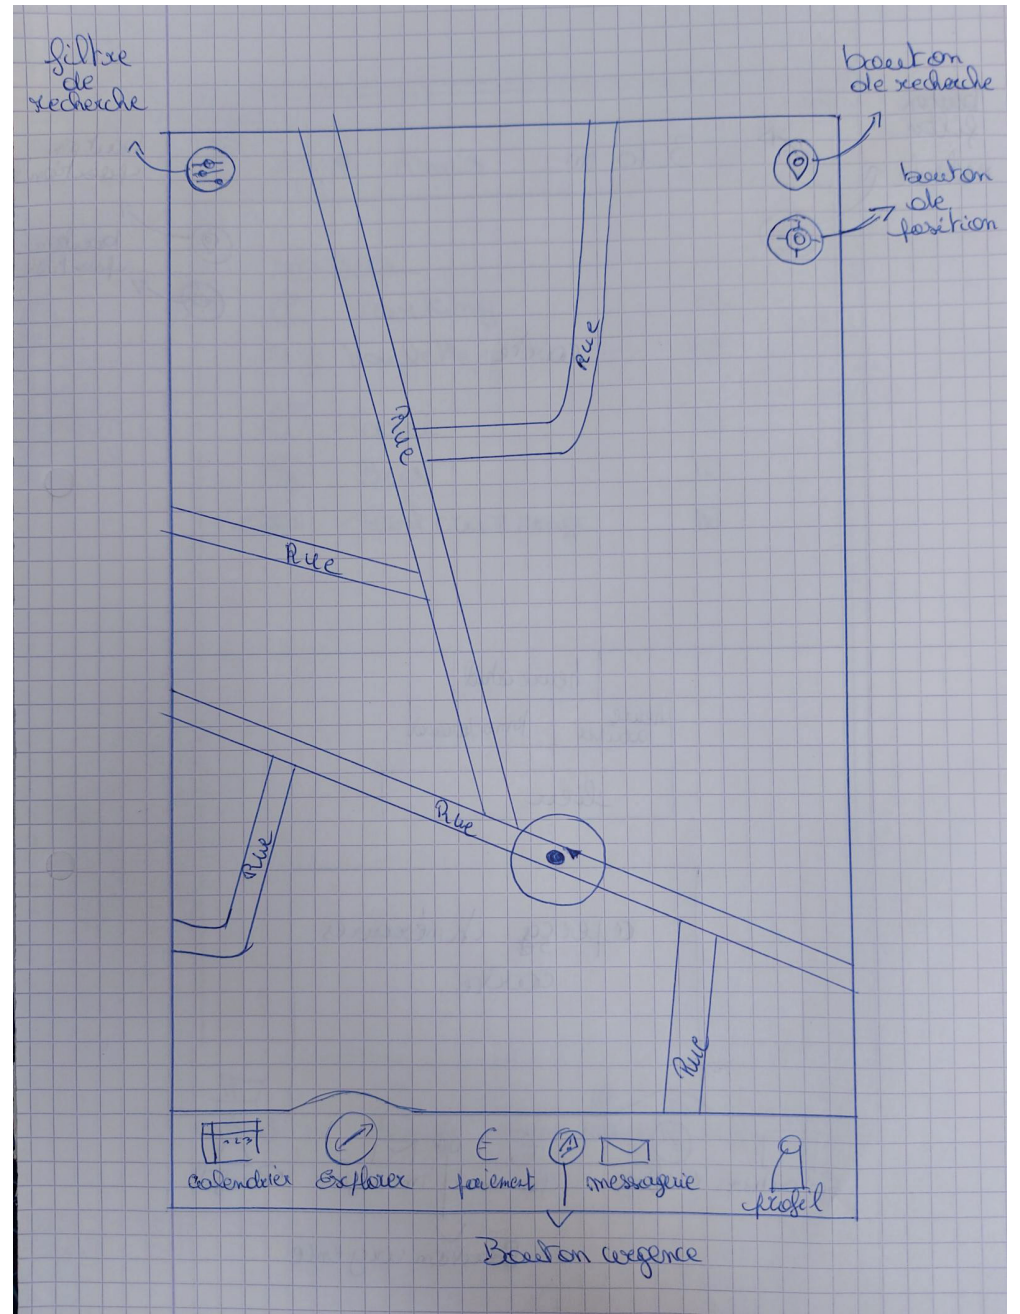 filtre
de
recherche
bouton
de recherche
bouton
de
position
Rue
Rue
Rue
Rue
Rue
Rue
€
calendrier
Explorer
paiement
messagerie
profil
Bouton urgence